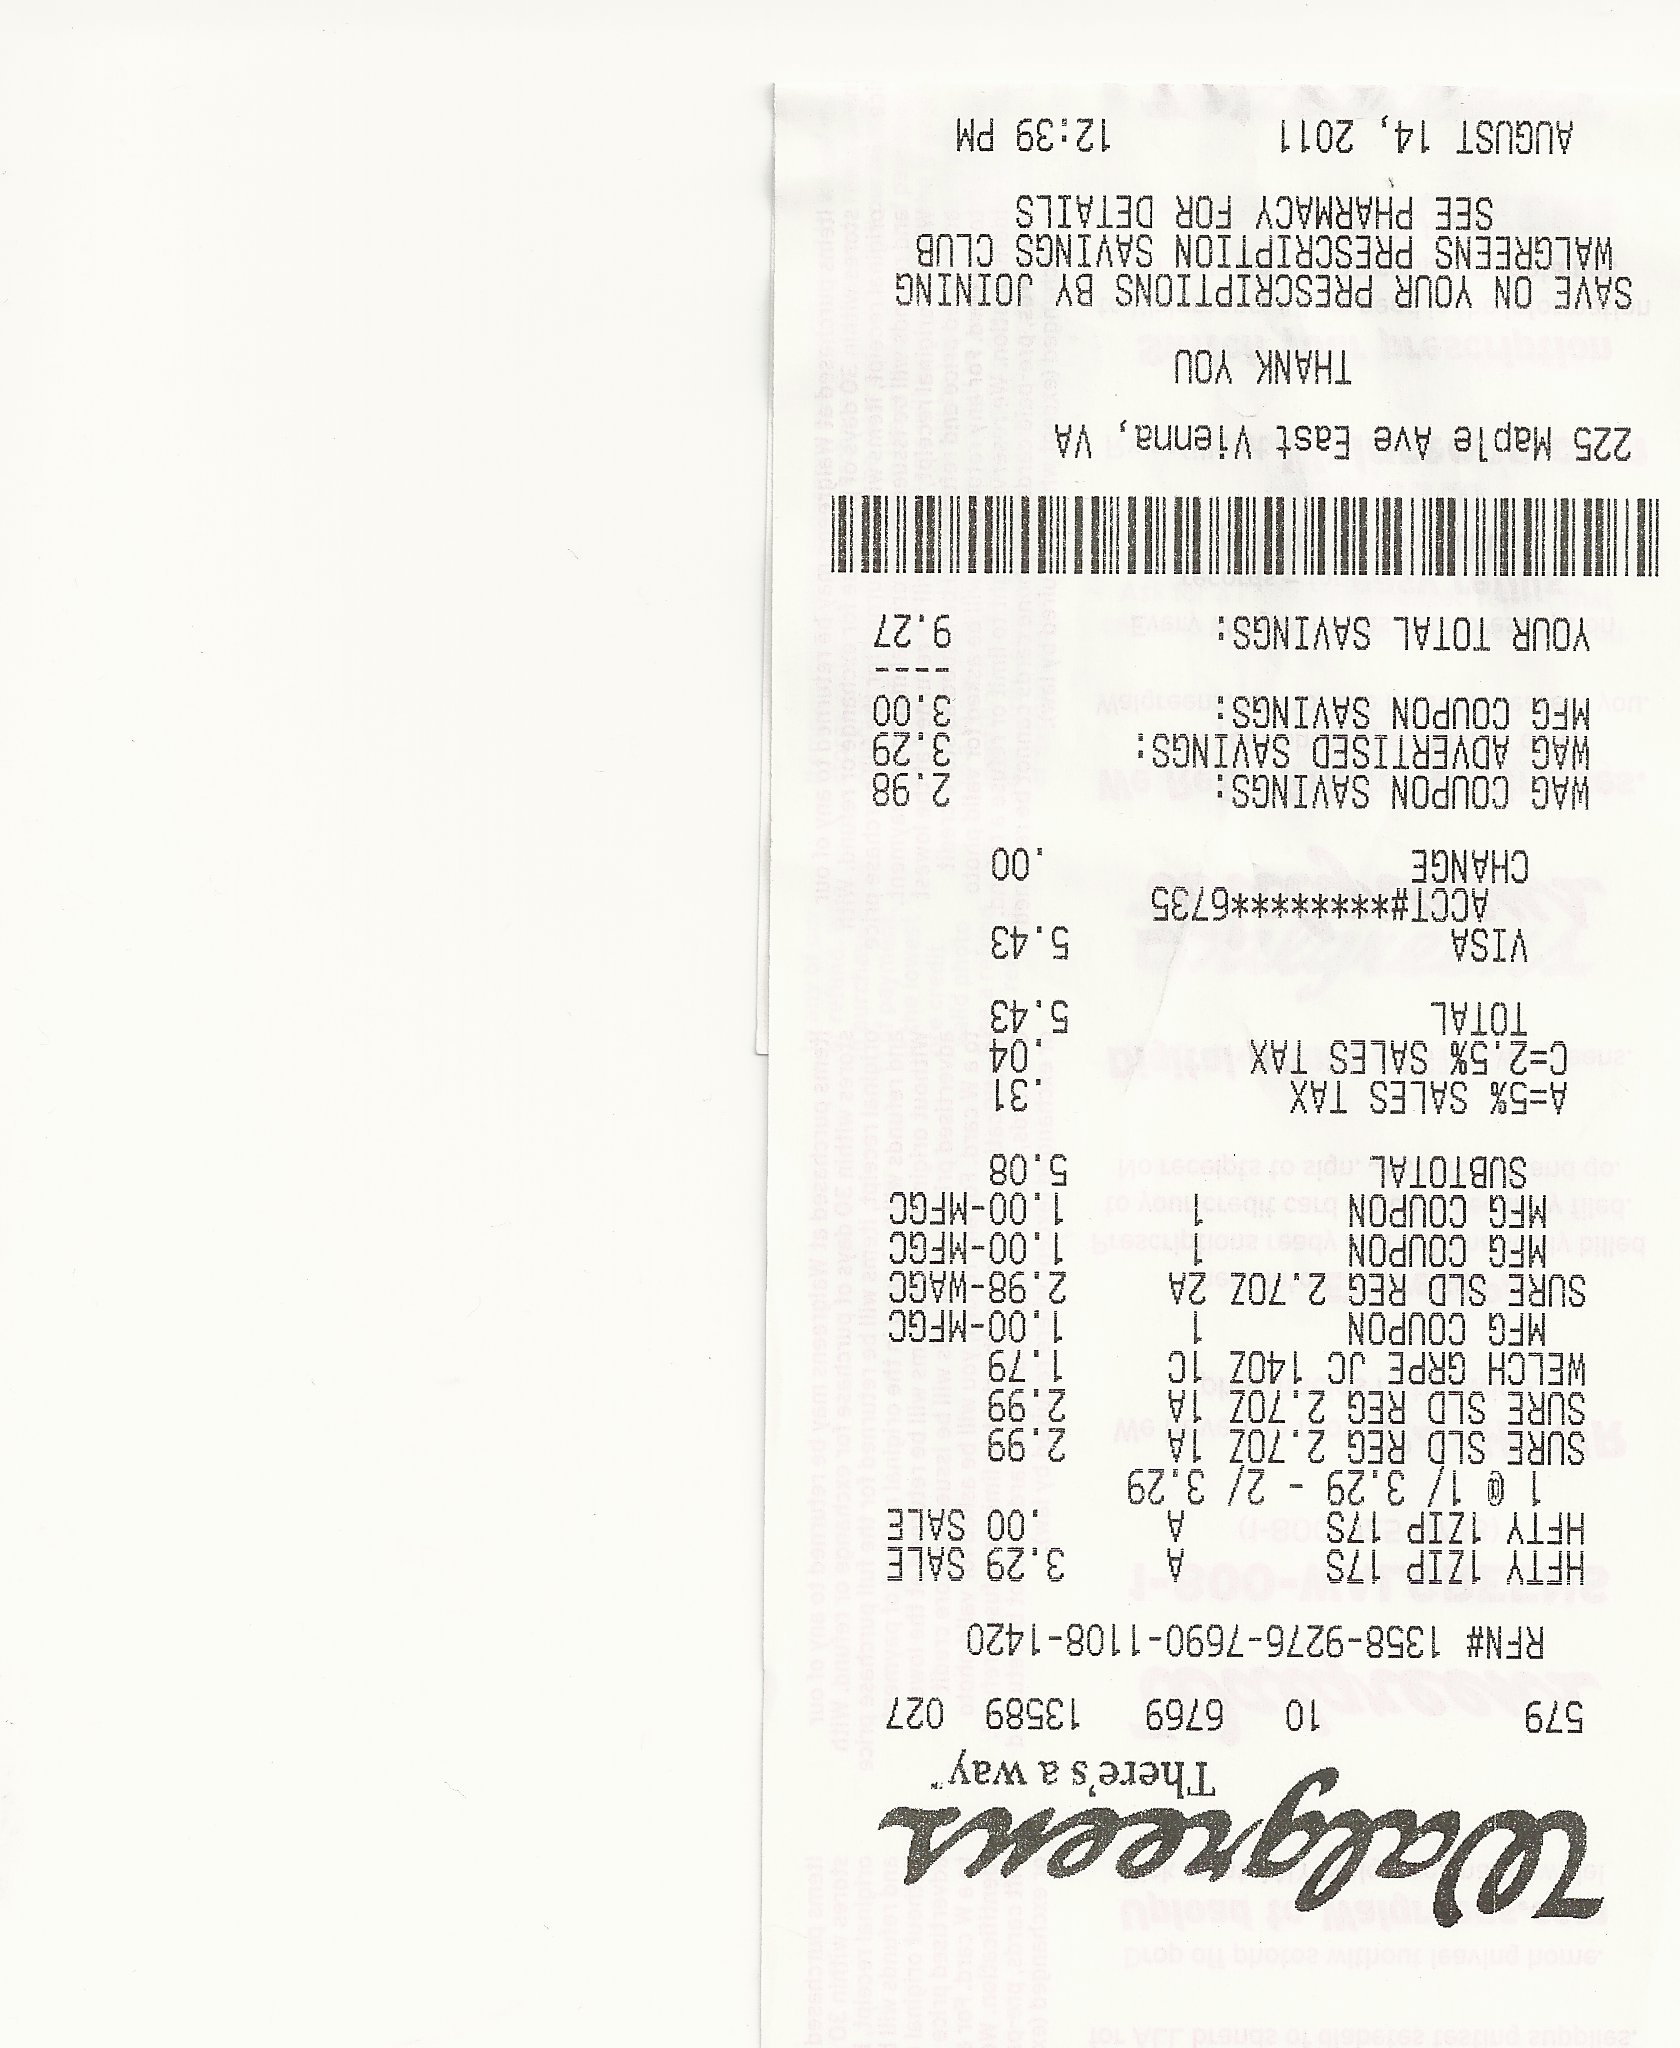 Walgreens
There's a way™
579 10 6769 13589 027
RFN# 1358-9276-7690-1108-1420
HFTY 1ZIP 17S A 3.29 SALE
HFTY 1ZIP 17S A .00 SALE
1 @ 1/ 3.29 - 2/ 3.29
SURE SLD REG 2.7OZ 1A 2.99
SURE SLD REG 2.7OZ 1A 2.99
WELCH GRPE JC 14OZ 1C 1.79
MFG COUPON 1 1.00-MFGC
SURE SLD REG 2.7OZ 2A 2.98-WAGC
MFG COUPON 1 1.00-MFGC
MFG COUPON 1 1.00-MFGC
SUBTOTAL 5.08
A=5% SALES TAX .31
C=2.5% SALES TAX .04
TOTAL 5.43
VISA 5.43
ACCT#*********6735
CHANGE .00
WAG COUPON SAVINGS: 2.98
WAG ADVERTISED SAVINGS: 3.29
MFG COUPON SAVINGS: 3.00
----
YOUR TOTAL SAVINGS: 9.27
225 Maple Ave East Vienna, VA
THANK YOU
SAVE ON YOUR PRESCRIPTIONS BY JOINING
WALGREENS PRESCRIPTION SAVINGS CLUB
SEE PHARMACY FOR DETAILS
AUGUST 14, 2011 12:39 PM